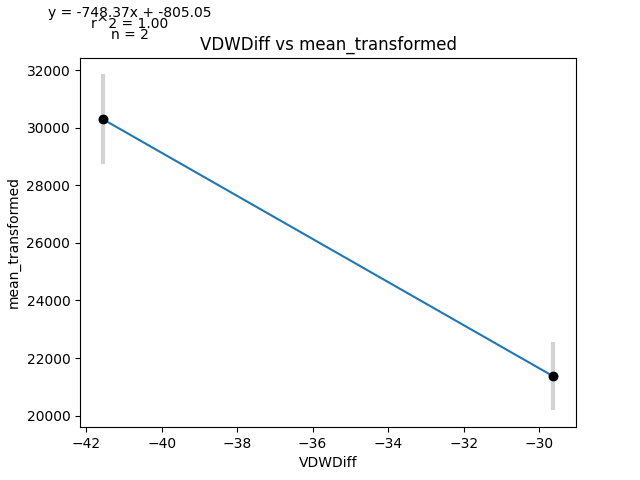 y = -748.37x + -805.05
r^2 = 1.00
n = 2
VDWDiff vs mean_transformed
32000
30000
28000
26000
24000
22000
20000
mean_transformed
−42
−40
−38
−36
−34
−32
−30
VDWDiff